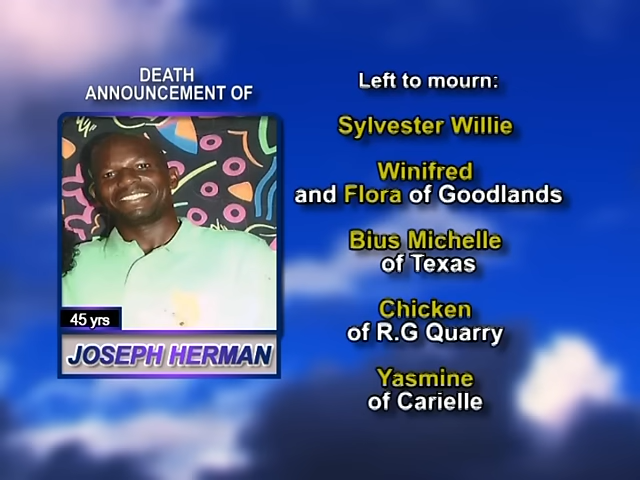 DEATH
ANNOUNCEMENT OF
45 yrs
JOSEPH HERMAN
Left to mourn:
Sylvester Willie
Winifred
and Flora of Goodlands
Bius Michelle
of Texas
Chicken
of R.G Quarry
Yasmine
of Carielle